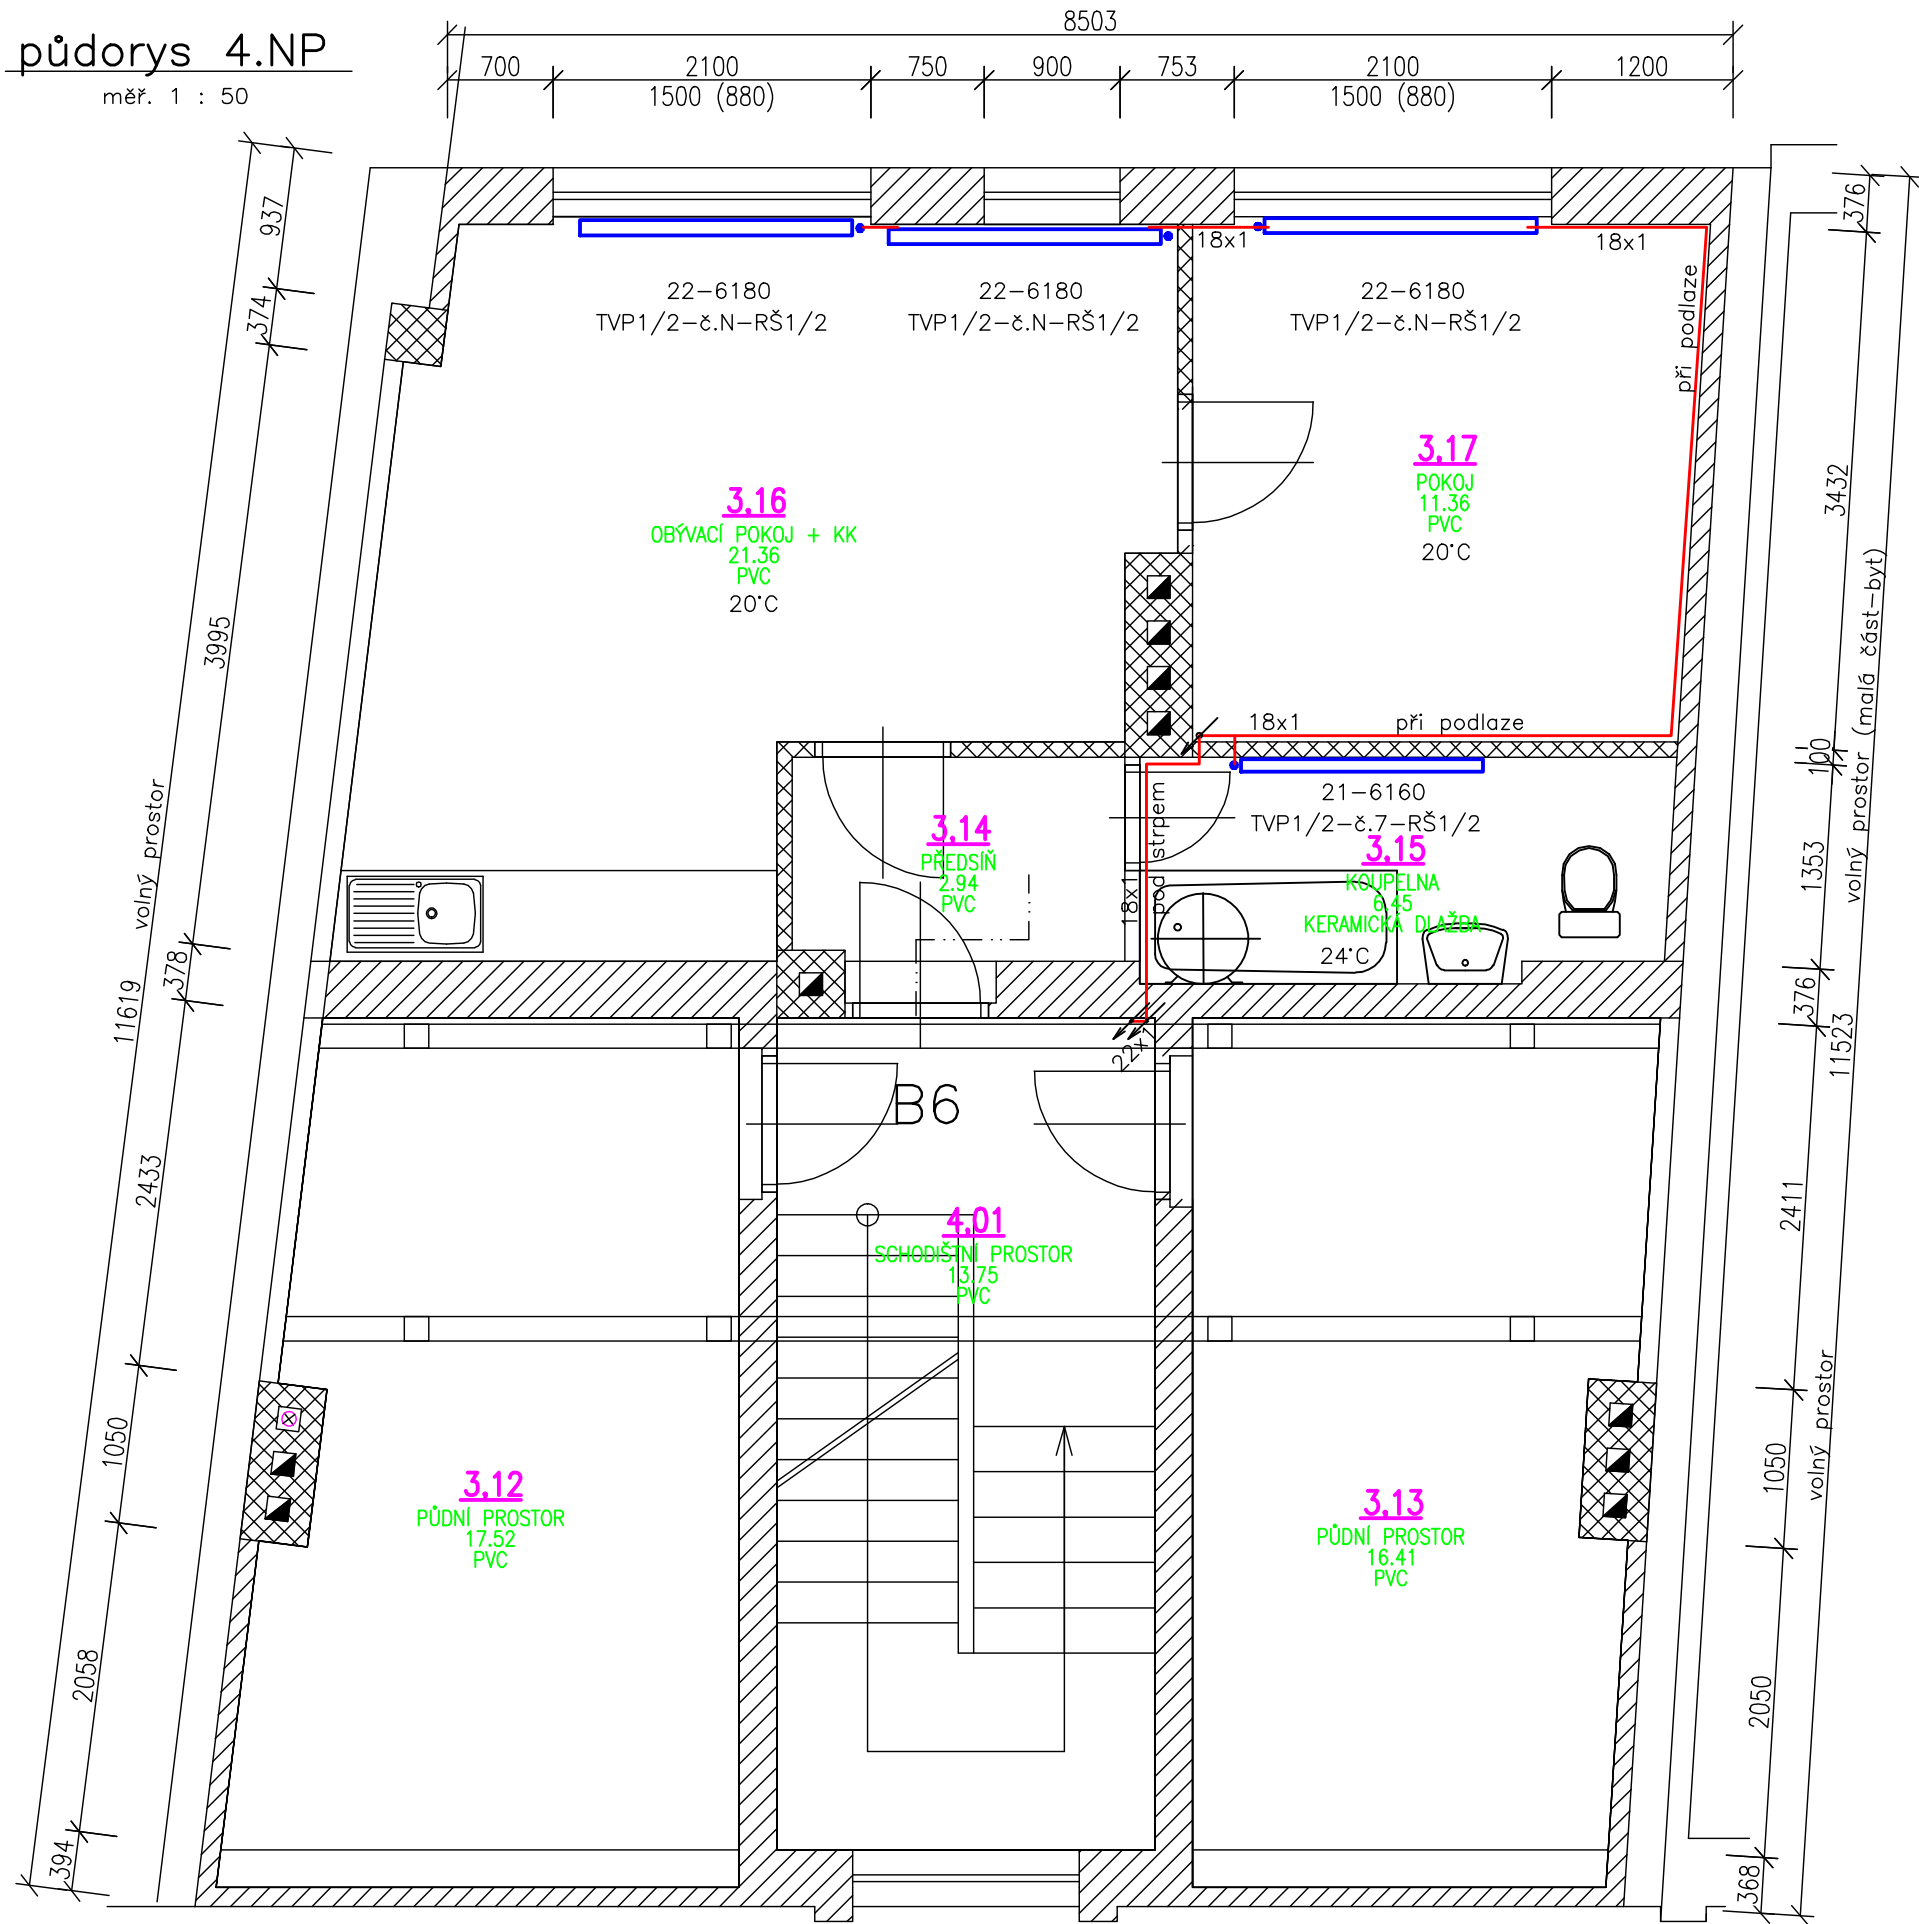 půdorys 4.NP
měř. 1 : 50
8503
700
2100
750
900
753
2100
1200
1500 (880)
1500 (880)
937
374
3995
378
2433
1050
2058
394
11619
volný prostor
376
3432
100
1353
376
2411
1050
2050
368
11523
volný prostor (malá část-byt)
volný prostor
18x1
18x1
při podlaze
22-6180
TVP1/2-č.N-RŠ1/2
22-6180
TVP1/2-č.N-RŠ1/2
22-6180
TVP1/2-č.N-RŠ1/2
3,16
OBÝVACÍ POKOJ + KK
21.36
PVC
20°C
3,17
POKOJ
11.36
PVC
20°C
18x1
při podlaze
21-6160
TVP1/2-č.7-RŠ1/2
3,14
PŘEDSÍŇ
2.94
PVC
18x1
pod strpem
3,15
KOUPELNA
6.45
KERAMICKÁ DLAŽBA
24°C
22x1
B6
4,01
SCHODIŠTNÍ PROSTOR
13.75
PVC
3,12
PŮDNÍ PROSTOR
17.52
PVC
3,13
PŮDNÍ PROSTOR
16.41
PVC